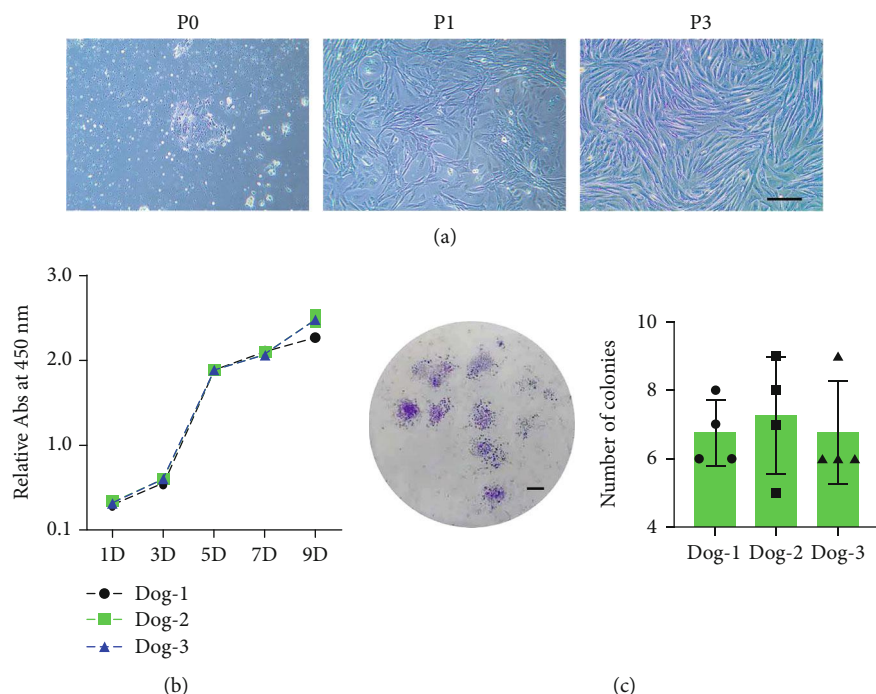 P0 P1 P3
(a)
Relative Abs at 450 nm
3.0
2.0
1.0
0.1
1D 3D 5D 7D 9D
Dog-1
Dog-2
Dog-3
(b)
Number of colonies
10
8
6
4
Dog-1 Dog-2 Dog-3
(c)